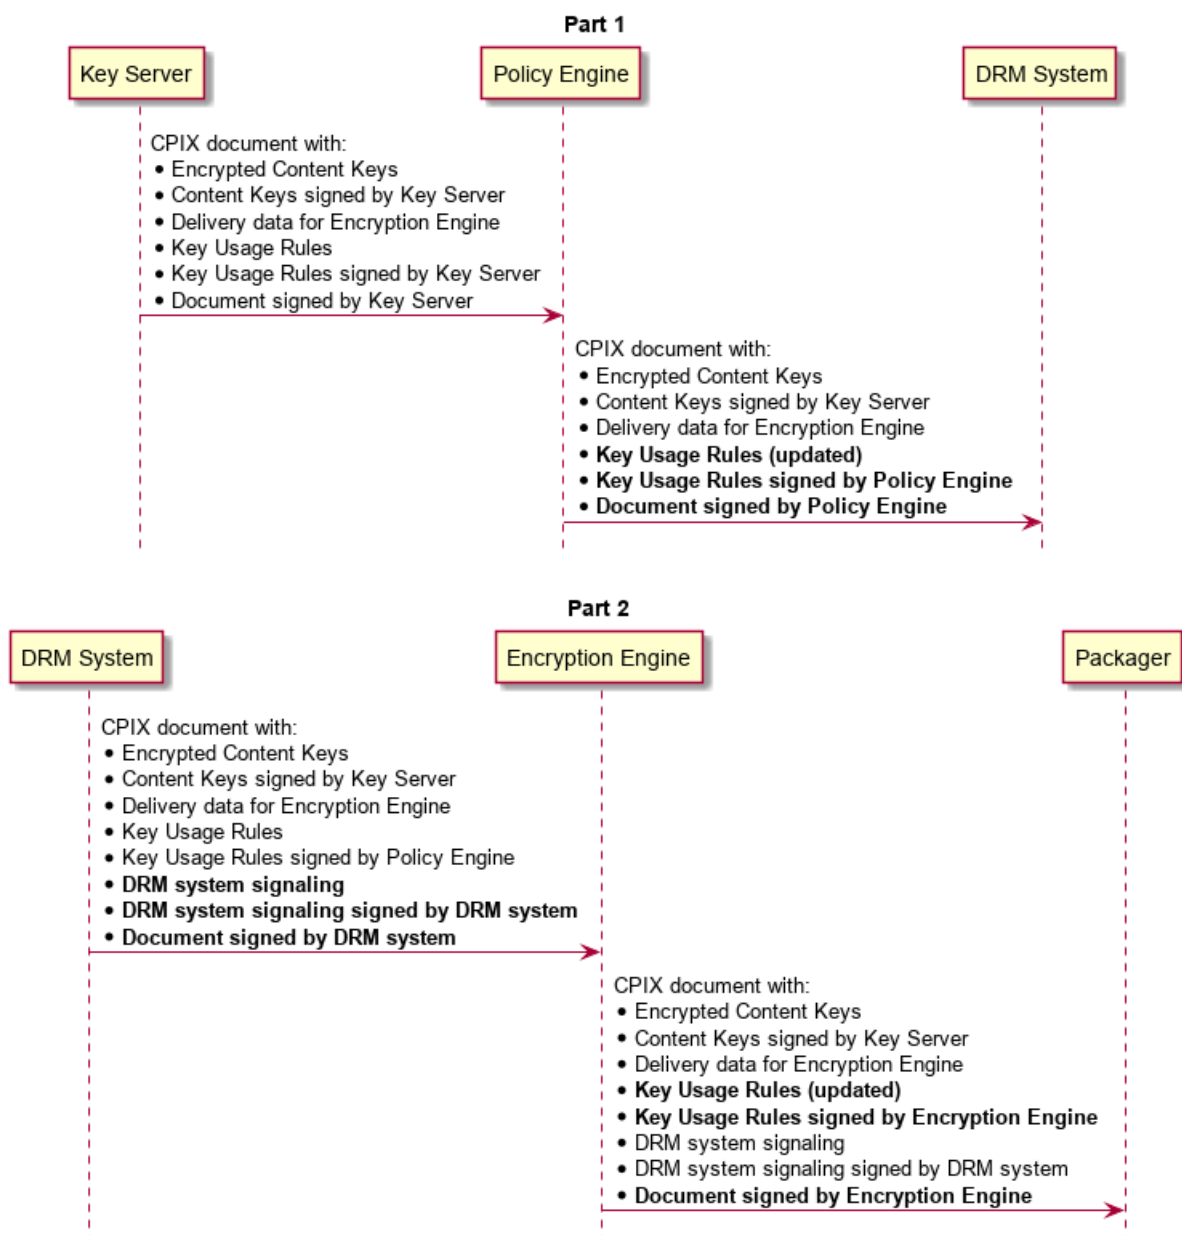 Part 1
Key Server
Policy Engine
DRM System
CPIX document with:
• Encrypted Content Keys
• Content Keys signed by Key Server
• Delivery data for Encryption Engine
• Key Usage Rules
• Key Usage Rules signed by Key Server
• Document signed by Key Server
CPIX document with:
• Encrypted Content Keys
• Content Keys signed by Key Server
• Delivery data for Encryption Engine
• Key Usage Rules (updated)
• Key Usage Rules signed by Policy Engine
• Document signed by Policy Engine
Part 2
DRM System
Encryption Engine
Packager
CPIX document with:
• Encrypted Content Keys
• Content Keys signed by Key Server
• Delivery data for Encryption Engine
• Key Usage Rules
• Key Usage Rules signed by Policy Engine
• DRM system signaling
• DRM system signaling signed by DRM system
• Document signed by DRM system
CPIX document with:
• Encrypted Content Keys
• Content Keys signed by Key Server
• Delivery data for Encryption Engine
• Key Usage Rules (updated)
• Key Usage Rules signed by Encryption Engine
• DRM system signaling
• DRM system signaling signed by DRM system
• Document signed by Encryption Engine